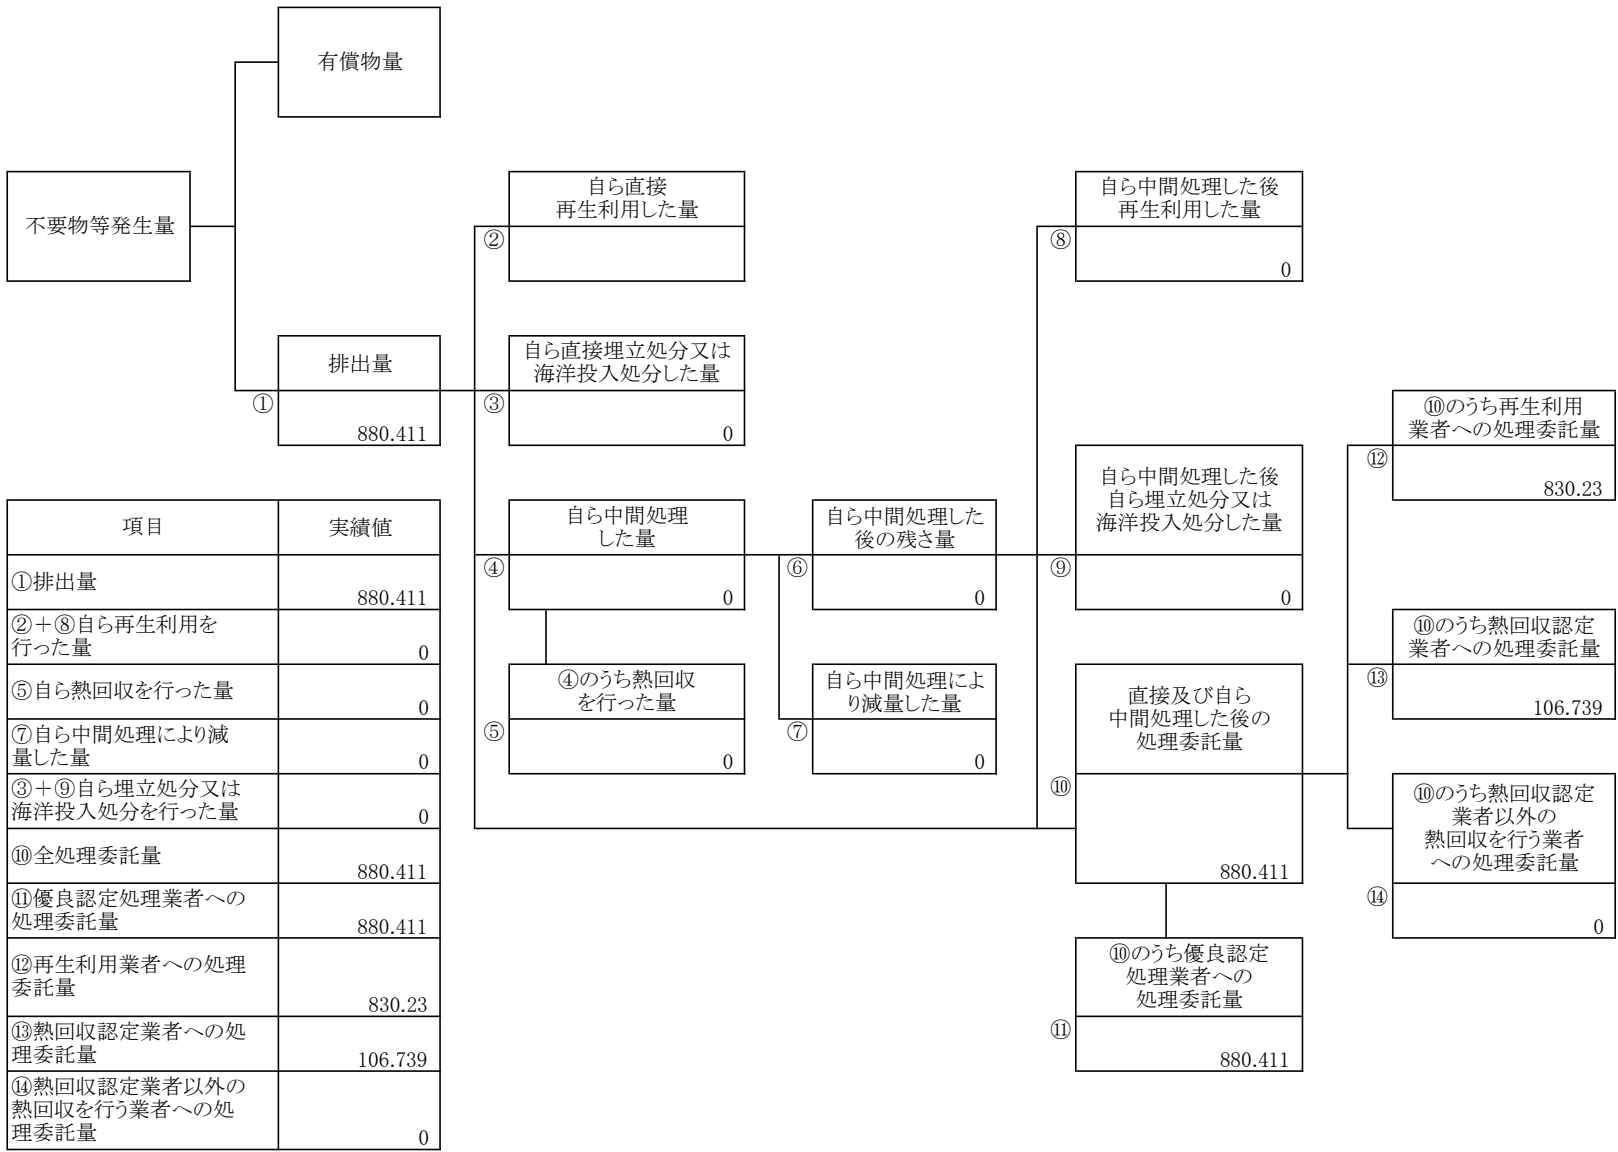 有償物量
不要物等発生量
排出量
①
880.411
自ら直接
再生利用した量
②
自ら直接埋立処分又は
海洋投入処分した量
③
0
自ら中間処理
した量
④
0
④のうち熱回収
を行った量
⑤
0
自ら中間処理した
後の残さ量
⑥
0
自ら中間処理によ
り減量した量
⑦
0
自ら中間処理した後
再生利用した量
⑧
0
自ら中間処理した後
自ら埋立処分又は
海洋投入処分した量
⑨
0
直接及び自ら
中間処理した後の
処理委託量
⑩
880.411
⑩のうち優良認定
処理業者への
処理委託量
⑪
880.411
⑩のうち再生利用
業者への処理委託量
⑫
830.23
⑩のうち熱回収認定
業者への処理委託量
⑬
106.739
⑩のうち熱回収認定
業者以外の
熱回収を行う業者
への処理委託量
⑭
0
項目 実績値
①排出量
880.411
②＋⑧自ら再生利用を
行った量
0
⑤自ら熱回収を行った量
0
⑦自ら中間処理により減
量した量
0
③＋⑨自ら埋立処分又は
海洋投入処分を行った量
0
⑩全処理委託量
880.411
⑪優良認定処理業者への
処理委託量
880.411
⑫再生利用業者への処理
委託量
830.23
⑬熱回収認定業者への処
理委託量
106.739
⑭熱回収認定業者以外の
熱回収を行う業者への処
理委託量
0